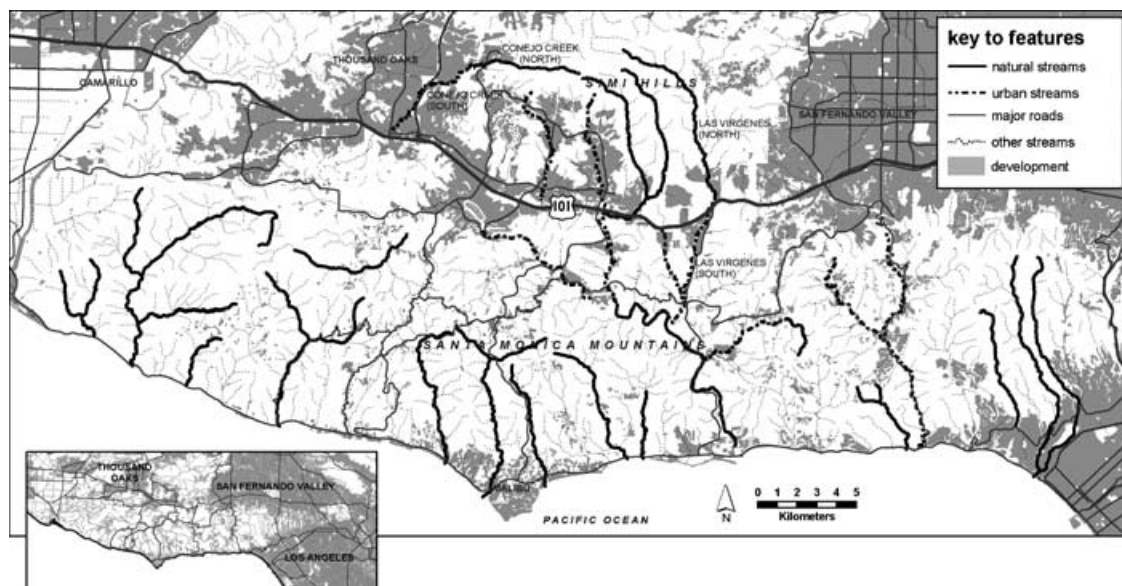 key to features
natural streams
urban streams
major roads
other streams
development
CONEJO CREEK
(NORTH)
THOUSAND OAKS
CAMARILLO
CONEJO CREEK
(SOUTH)
SIMI HILLS
LAS VIRGENES
(NORTH)
SAN FERNANDO VALLEY
101
LAS VIRGENES
(SOUTH)
SANTA MONICA MOUNTAINS
MALIBU
PACIFIC OCEAN
N
0 1 2 3 4 5
Kilometers
THOUSAND
OAKS
SAN FERNANDO VALLEY
LOS ANGELES